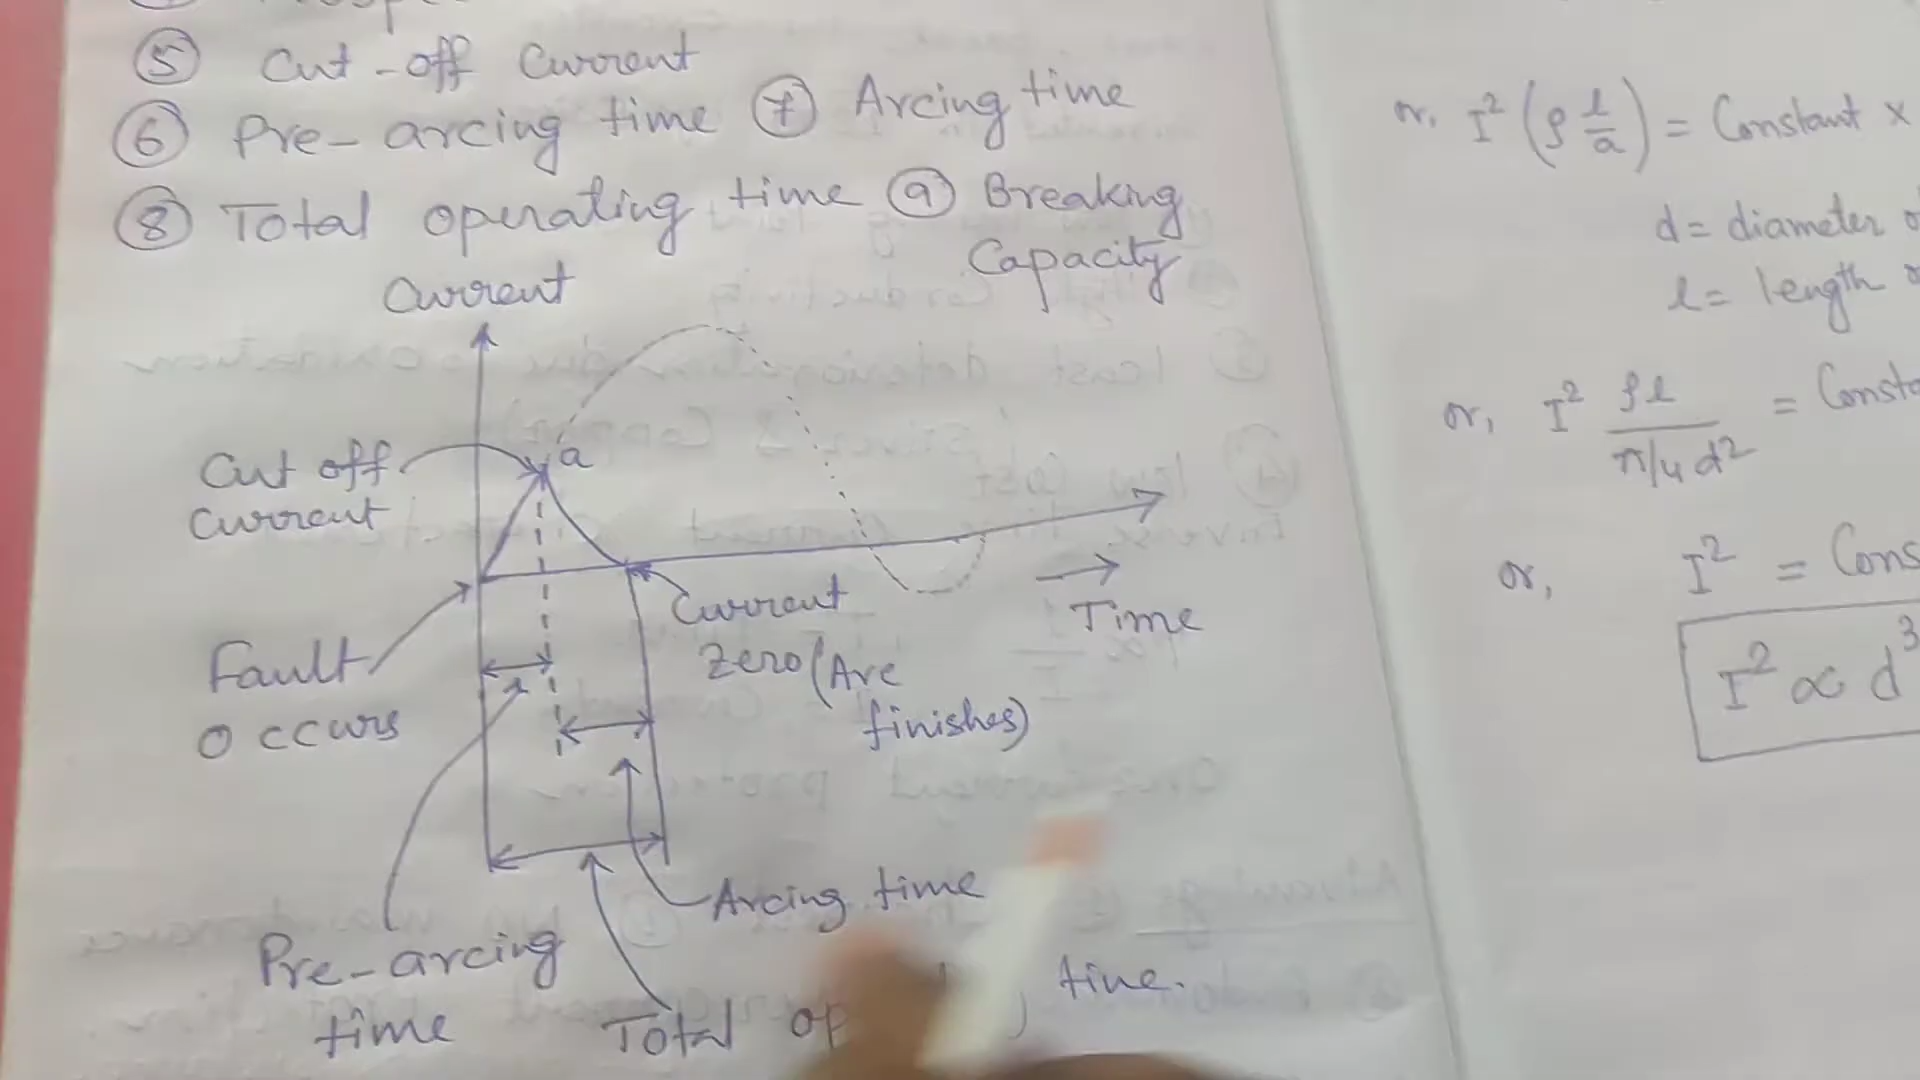 ⑤ Cut-off Current
⑥ Pre-arcing time ⑦ Arcing time
⑧ Total operating time ⑨ Breaking
Capacity
Current
Cut off
Current
a
Fault
occurs
Current
Zero (Arc
finishes)
Time
Arcing time
Pre-arcing
time
Total op
time.
or, I² (ρ l/a) = Constant ×
d = diameter
l = length
or, I² ρl / π/4 d² = Consta
or, I² = Cons
I² ∝ d³